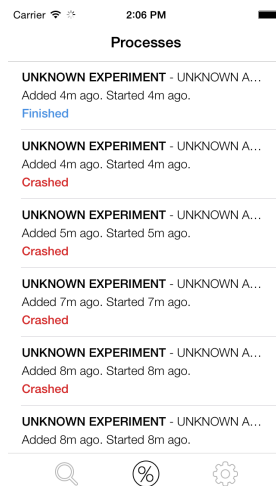 Carrier 2:06 PM
Processes
UNKNOWN EXPERIMENT - UNKNOWN A...
Added 4m ago. Started 4m ago.
Finished
UNKNOWN EXPERIMENT - UNKNOWN A...
Added 4m ago. Started 4m ago.
Crashed
UNKNOWN EXPERIMENT - UNKNOWN A...
Added 5m ago. Started 5m ago.
Crashed
UNKNOWN EXPERIMENT - UNKNOWN A...
Added 7m ago. Started 7m ago.
Crashed
UNKNOWN EXPERIMENT - UNKNOWN A...
Added 8m ago. Started 8m ago.
Crashed
UNKNOWN EXPERIMENT - UNKNOWN A...
Added 8m ago. Started 8m ago.
%